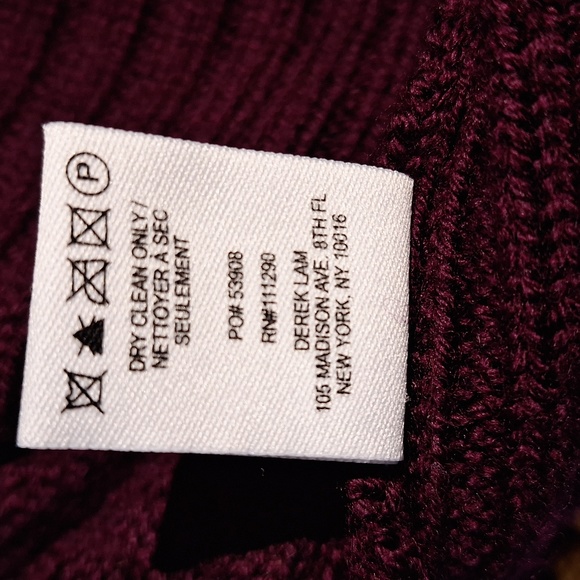 P
DRY CLEAN ONLY/
NETTOYER À SEC
SEULEMENT
PO# 53908
RN#111290
DEREK LAM
105 MADISON AVE. 8TH FL
NEW YORK, NY 10016